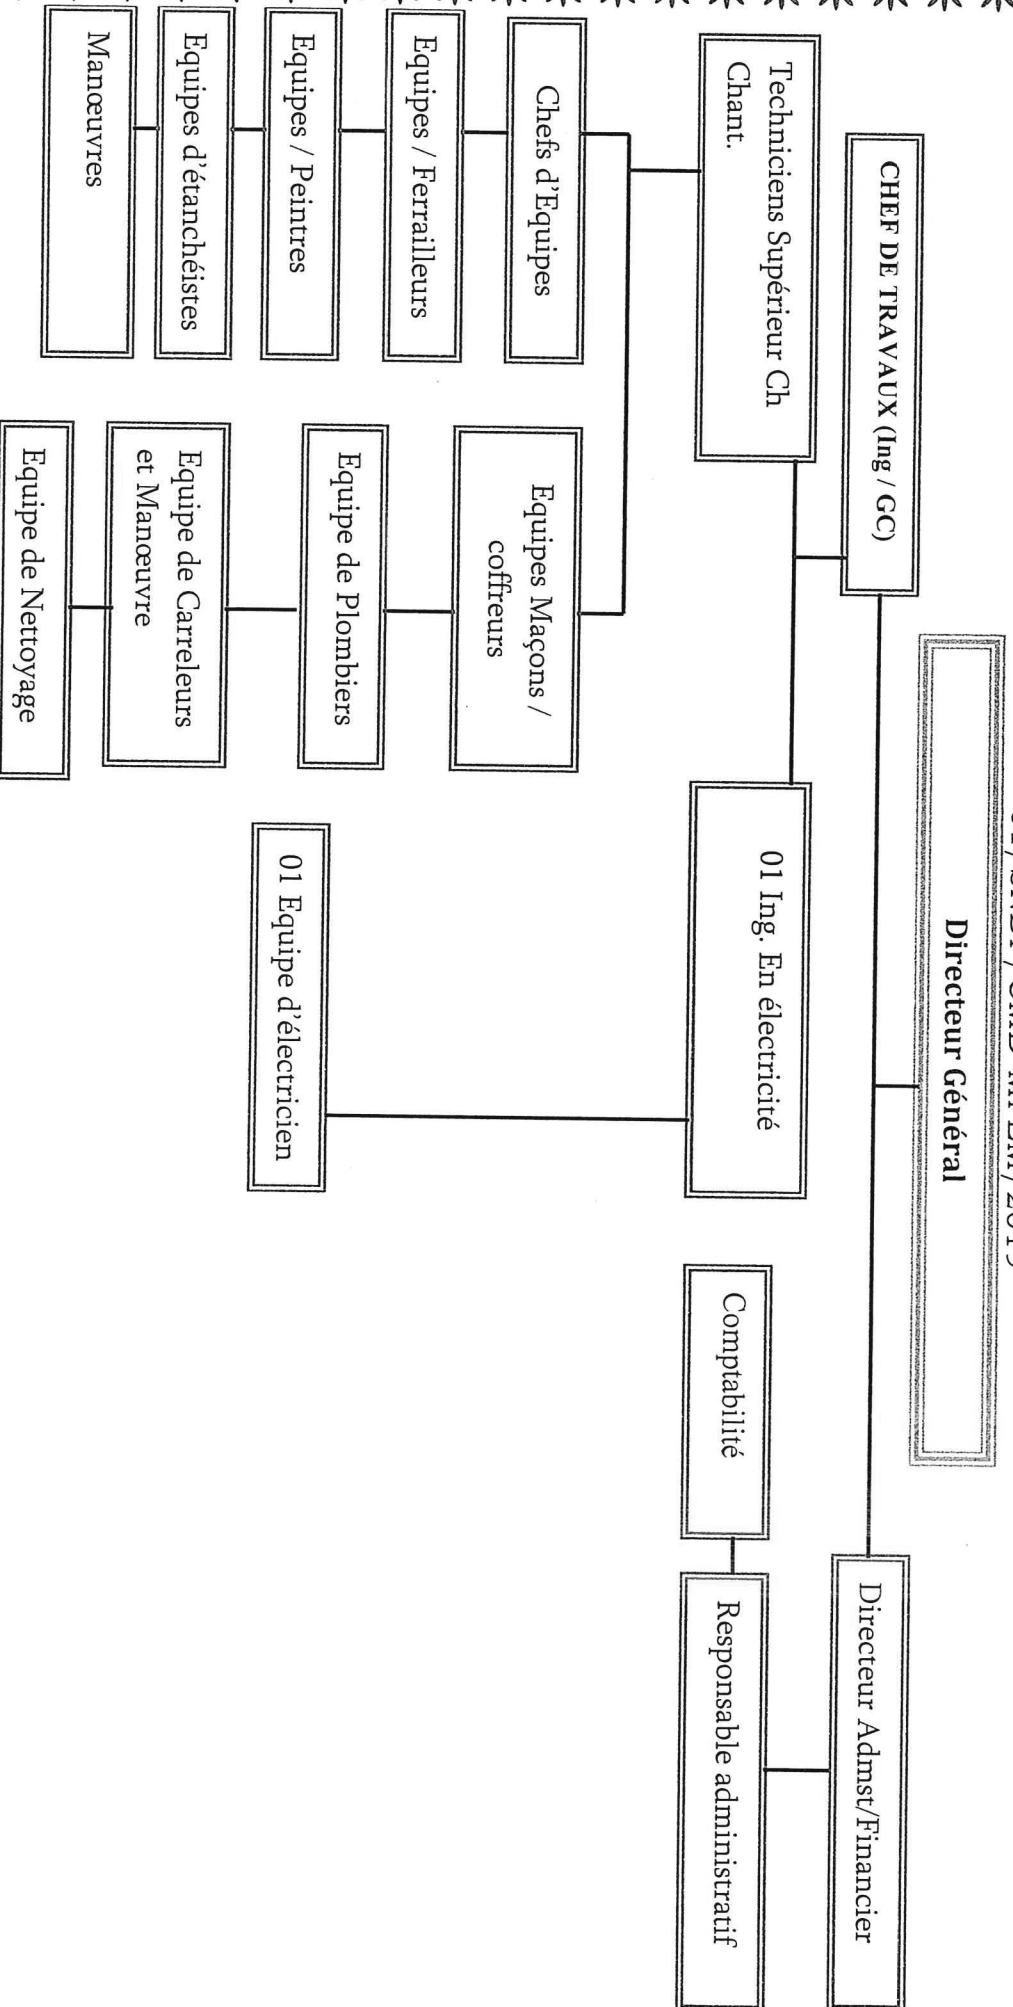 Directeur Général
CHEF DE TRAVAUX (Ing / GC)
Directeur Admst/Financier
Techniciens Supérieur Ch
Chant.
01 Ing. En électricité
Comptabilité
Responsable administratif
Chefs d'Equipes
Equipes Maçons /
coffreurs
Equipes / Ferrailleurs
Equipe de Plombiers
Equipes / Peintres
01 Equipe d'électricien
Equipes d'étanchéistes
Equipe de Carreleurs
et Manœuvre
Manœuvres
Equipe de Nettoyage